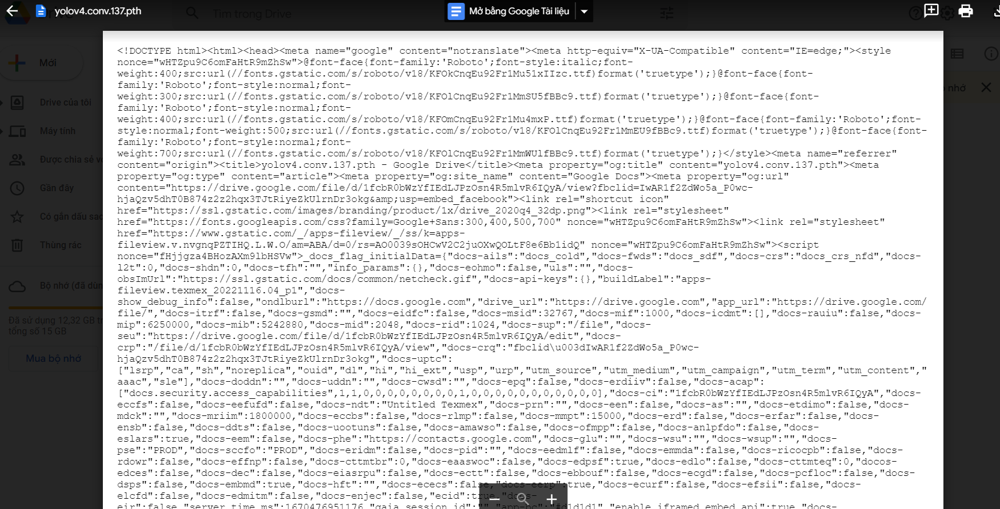 yolov4.conv.137.pth
Tìm trong Drive
Mở bằng Google Tài liệu
Mới
Drive của tôi
Máy tính
Được chia sẻ
Gần đây
Có gắn dấu sao
Thùng rác
Bộ nhớ (đã dùn
Đã sử dụng 12,32 GB tr
tổng số 15 GB
Mua bộ nhớ
nhớ
<!DOCTYPE html><html><head><meta name="google" content="notranslate"><meta http-equiv="X-UA-Compatible" content="IE=edge;"><style
nonce="wHTZpu9C6omFaHtR9mZhSw">@font-face{font-family:'Roboto';font-style:italic;font-
weight:400;src:url(//fonts.gstatic.com/s/roboto/v18/KFOkCnqEu92Fr1Mu51xIIzc.ttf)format('truetype');}@font-face{font-
family:'Roboto';font-style:normal;font-
weight:300;src:url(//fonts.gstatic.com/s/roboto/v18/KFOlCnqEu92Fr1MmSU5fBBc9.ttf)format('truetype');}@font-face{font-
family:'Roboto';font-style:normal;font-
weight:400;src:url(//fonts.gstatic.com/s/roboto/v18/KFOmCnqEu92Fr1Mu4mxP.ttf)format('truetype');}@font-face{font-family:'Roboto';font-
style:normal;font-weight:500;src:url(//fonts.gstatic.com/s/roboto/v18/KFOlCnqEu92Fr1MmEU9fBBc9.ttf)format('truetype');}@font-face{font-
family:'Roboto';font-style:normal;font-
weight:700;src:url(//fonts.gstatic.com/s/roboto/v18/KFOlCnqEu92Fr1MmWUlfBBc9.ttf)format('truetype');}</style><meta name="referrer"
content="origin"><title>yolov4.conv.137.pth - Google Drive</title><meta property="og:title" content="yolov4.conv.137.pth"><meta
property="og:type" content="article"><meta property="og:site_name" content="Google Docs"><meta property="og:url"
content="https://drive.google.com/file/d/1fcbR0bWzYfIEdLJPzOsn4R5mlvR6IQyA/view?fbclid=IwAR1f2ZdWo5a_P0wc-
hjaQzv5dhT0B874z2z2hqx3TJtRiyeZkUlrnDr3okg&amp;usp=embed_facebook"><link rel="shortcut icon"
href="https://ssl.gstatic.com/images/branding/product/1x/drive_2020q4_32dp.png"><link rel="stylesheet"
href="https://fonts.googleapis.com/css?family=Google+Sans:300,400,500,700" nonce="wHTZpu9C6omFaHtR9mZhSw"><link rel="stylesheet"
href="https://www.gstatic.com/_/apps-fileview/_/ss/k=apps-
fileview.v.nvgnqPZTIHQ.L.W.O/am=ABA/d=0/rs=AO0039sOHCwV2C2juOXwQOLtF8e6Bb1idQ" nonce="wHTZpu9C6omFaHtR9mZhSw"><script
nonce="fHjjgza4BHozAXm9lbHSVw">_docs_flag_initialData={"docs-ails":"docs_cold","docs-fwds":"docs_sdf","docs-crs":"docs_crs_nfd","docs-
l2t":0,"docs-shdn":0,"docs-tfh":"","info_params":{},"docs-eohmo":false,"uls":"","docs-
obsImUrl":"https://ssl.gstatic.com/docs/common/netcheck.gif","docs-api-keys":{},"buildLabel":"apps-
fileview.texmex_20221116.04_p1","docs-
show_debug_info":false,"ondlburl":"https://docs.google.com","drive_url":"https://drive.google.com","app_url":"https://drive.google.com/
file/","docs-itrf":false,"docs-gsmd":"","docs-eidfc":false,"docs-msid":32767,"docs-mif":1000,"docs-icdmt":[],"docs-rauiu":false,"docs-
mip":6250000,"docs-mib":5242880,"docs-mid":2048,"docs-rid":1024,"docs-sup":"/file","docs-
seu":"https://drive.google.com/file/d/1fcbR0bWzYfIEdLJPzOsn4R5mlvR6IQyA/edit","docs-
crp":"/file/d/1fcbR0bWzYfIEdLJPzOsn4R5mlvR6IQyA/view","docs-crq":"fbclid\u003dIwAR1f2ZdWo5a_P0wc-
hjaQzv5dhT0B874z2z2hqx3TJtRiyeZkUlrnDr3okg","docs-uptc":
["lsrp","ca","sh","noreplica","ouid","dl","hi","hi_ext","usp","urp","utm_source","utm_medium","utm_campaign","utm_term","utm_content","
aaac","sle"],"docs-doddn":"","docs-uddn":"","docs-cwsd":"","docs-epq":false,"docs-erdiiv":false,"docs-acap":
["docs.security.access_capabilities",1,1,0,0,0,0,0,0,0,0,1,0,0,0,0,0,0,0,0,0,0,0],"docs-ci":"1fcbR0bWzYfIEdLJPzOsn4R5mlvR6IQyA","docs-
eccfs":false,"docs-eefufd":false,"docs-ndt":"Untitled Texmex","docs-prn":"","docs-een":false,"docs-as":"","docs-etdimo":false,"docs-
mdck":"","docs-mriim":1800000,"docs-eccbs":false,"docs-rlmp":false,"docs-mmpt":15000,"docs-erd":false,"docs-erfar":false,"docs-
ensb":false,"docs-ddts":false,"docs-uootuns":false,"docs-amawso":false,"docs-ofmpp":false,"docs-anlpfdo":false,"docs-
eslars":true,"docs-eem":false,"docs-phe":"https://contacts.google.com","docs-glu":"","docs-wsu":"","docs-wsup":"","docs-
pse":"PROD","docs-sccfo":"PROD","docs-eridm":false,"docs-pid":"","docs-eedmlf":false,"docs-emmda":false,"docs-ricocpb":false,"docs-
rdowr":false,"docs-effnp":false,"docs-cttmtbr":0,"docs-eaaswoc":false,"docs-edpsf":true,"docs-edlo":false,"docs-cttmteq":0,"docos-
edces":false,"docs-dec":false,"docs-eiasrpu":false,"docs-ectt":false,"docs-ebbouf":false,"docs-ecgd":false,"docs-pcfloc":false,"docs-
dsps":false,"docs-embmd":true,"docs-hft":"","docs-ececs":false,"docs-eerp":true,"docs-ecurf":false,"docs-efsii":false,"docs-
elcfd":false,"docs-edmitm":false,"docs-enjec":false,"ecid":true,"docs-
eir":false,"server_time_ms":1670476951176,"gaia_session_id":"","app-bc":"#d1d1d1","enable_iframed_embed_api":true,"docs-